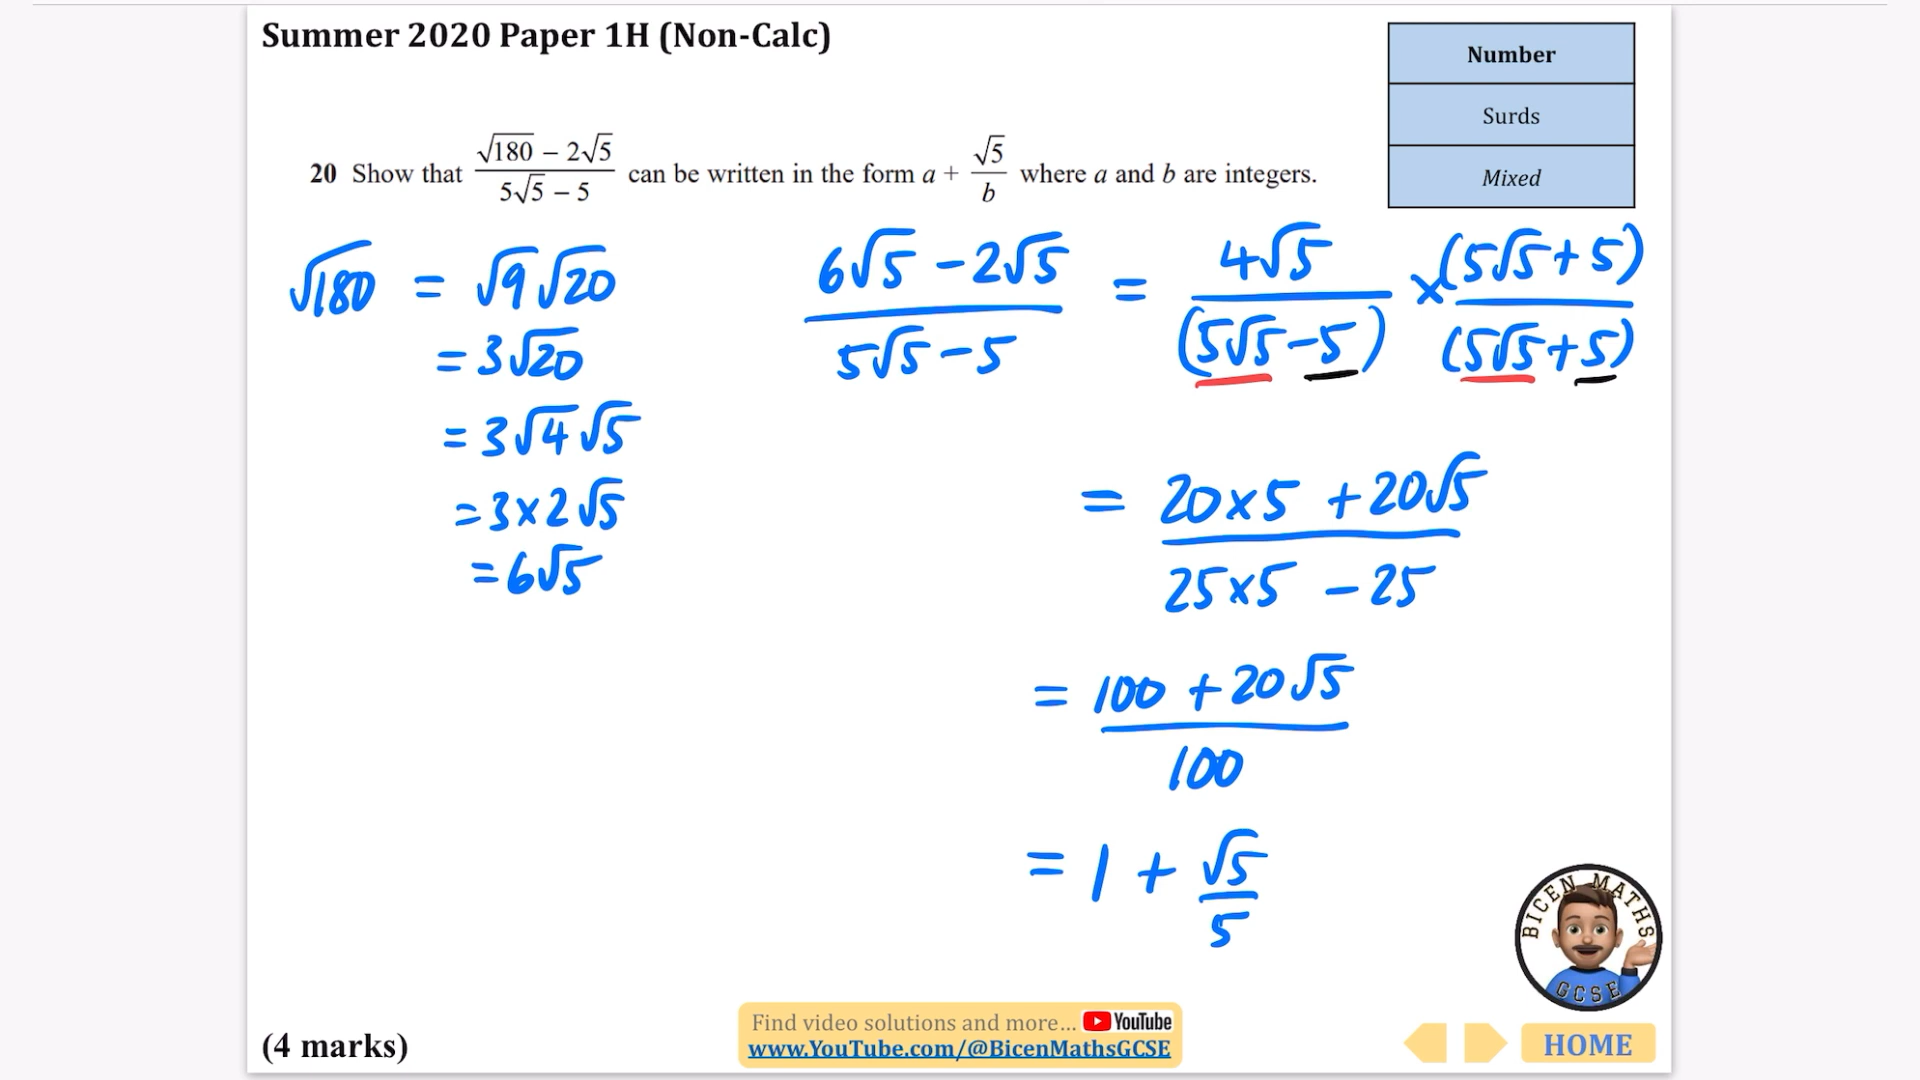 Summer 2020 Paper 1H (Non-Calc)
Number
Surds
Mixed
20 Show that (√180 − 2√5)/(5√5 − 5) can be written in the form a + √5/b where a and b are integers.
√180 = √9 √20
= 3√20
= 3√4 √5
= 3×2√5
= 6√5
(6√5 − 2√5)/(5√5 − 5) = 4√5/(5√5 − 5) × (5√5 + 5)/(5√5 + 5)
= (20×5 + 20√5)/(25×5 − 25)
= (100 + 20√5)/100
= 1 + √5/5
BICEN MATHS
GCSE
(4 marks)
Find video solutions and more... YouTube
www.YouTube.com/@BicenMathsGCSE
HOME